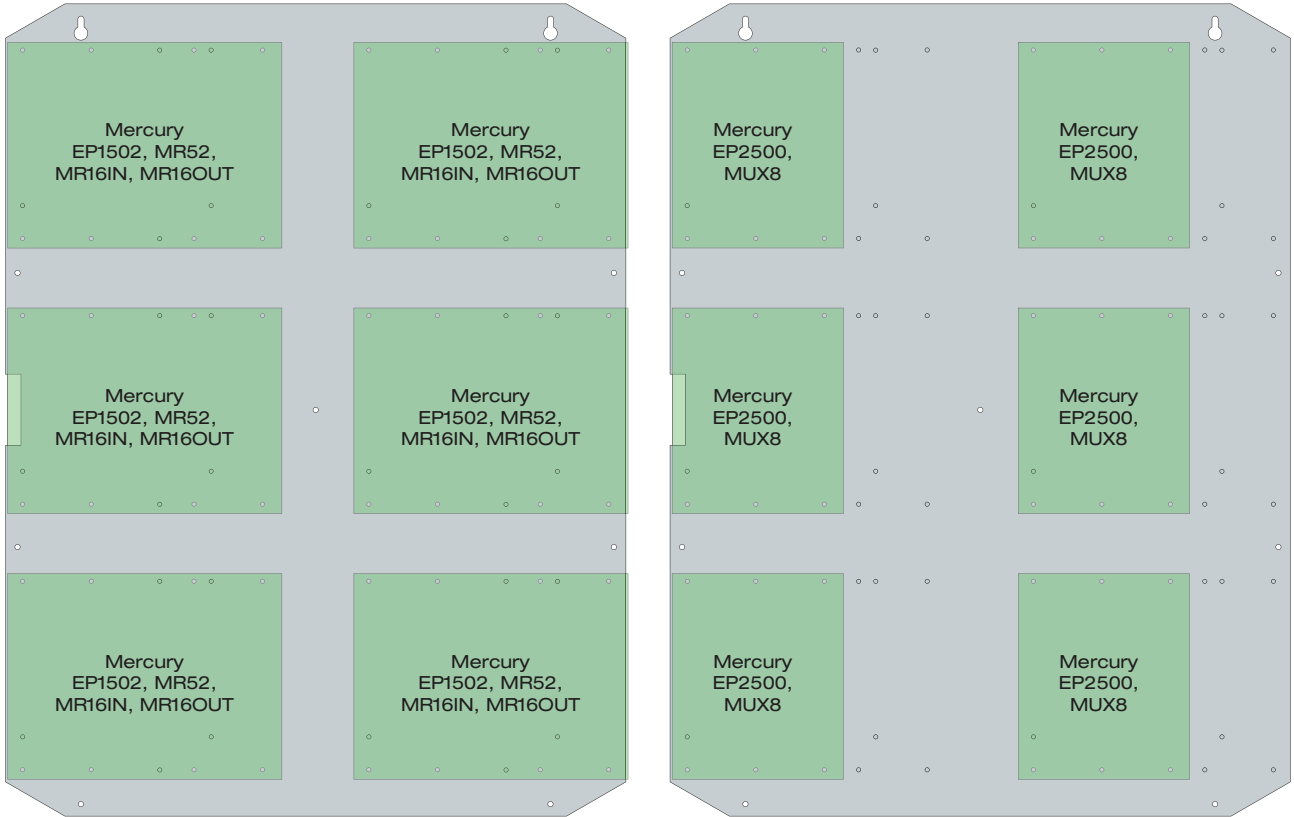 Mercury
EP1502, MR52,
MR16IN, MR16OUT
Mercury
EP1502, MR52,
MR16IN, MR16OUT
Mercury
EP2500,
MUX8
Mercury
EP2500,
MUX8
Mercury
EP1502, MR52,
MR16IN, MR16OUT
Mercury
EP1502, MR52,
MR16IN, MR16OUT
Mercury
EP2500,
MUX8
Mercury
EP2500,
MUX8
Mercury
EP1502, MR52,
MR16IN, MR16OUT
Mercury
EP1502, MR52,
MR16IN, MR16OUT
Mercury
EP2500,
MUX8
Mercury
EP2500,
MUX8